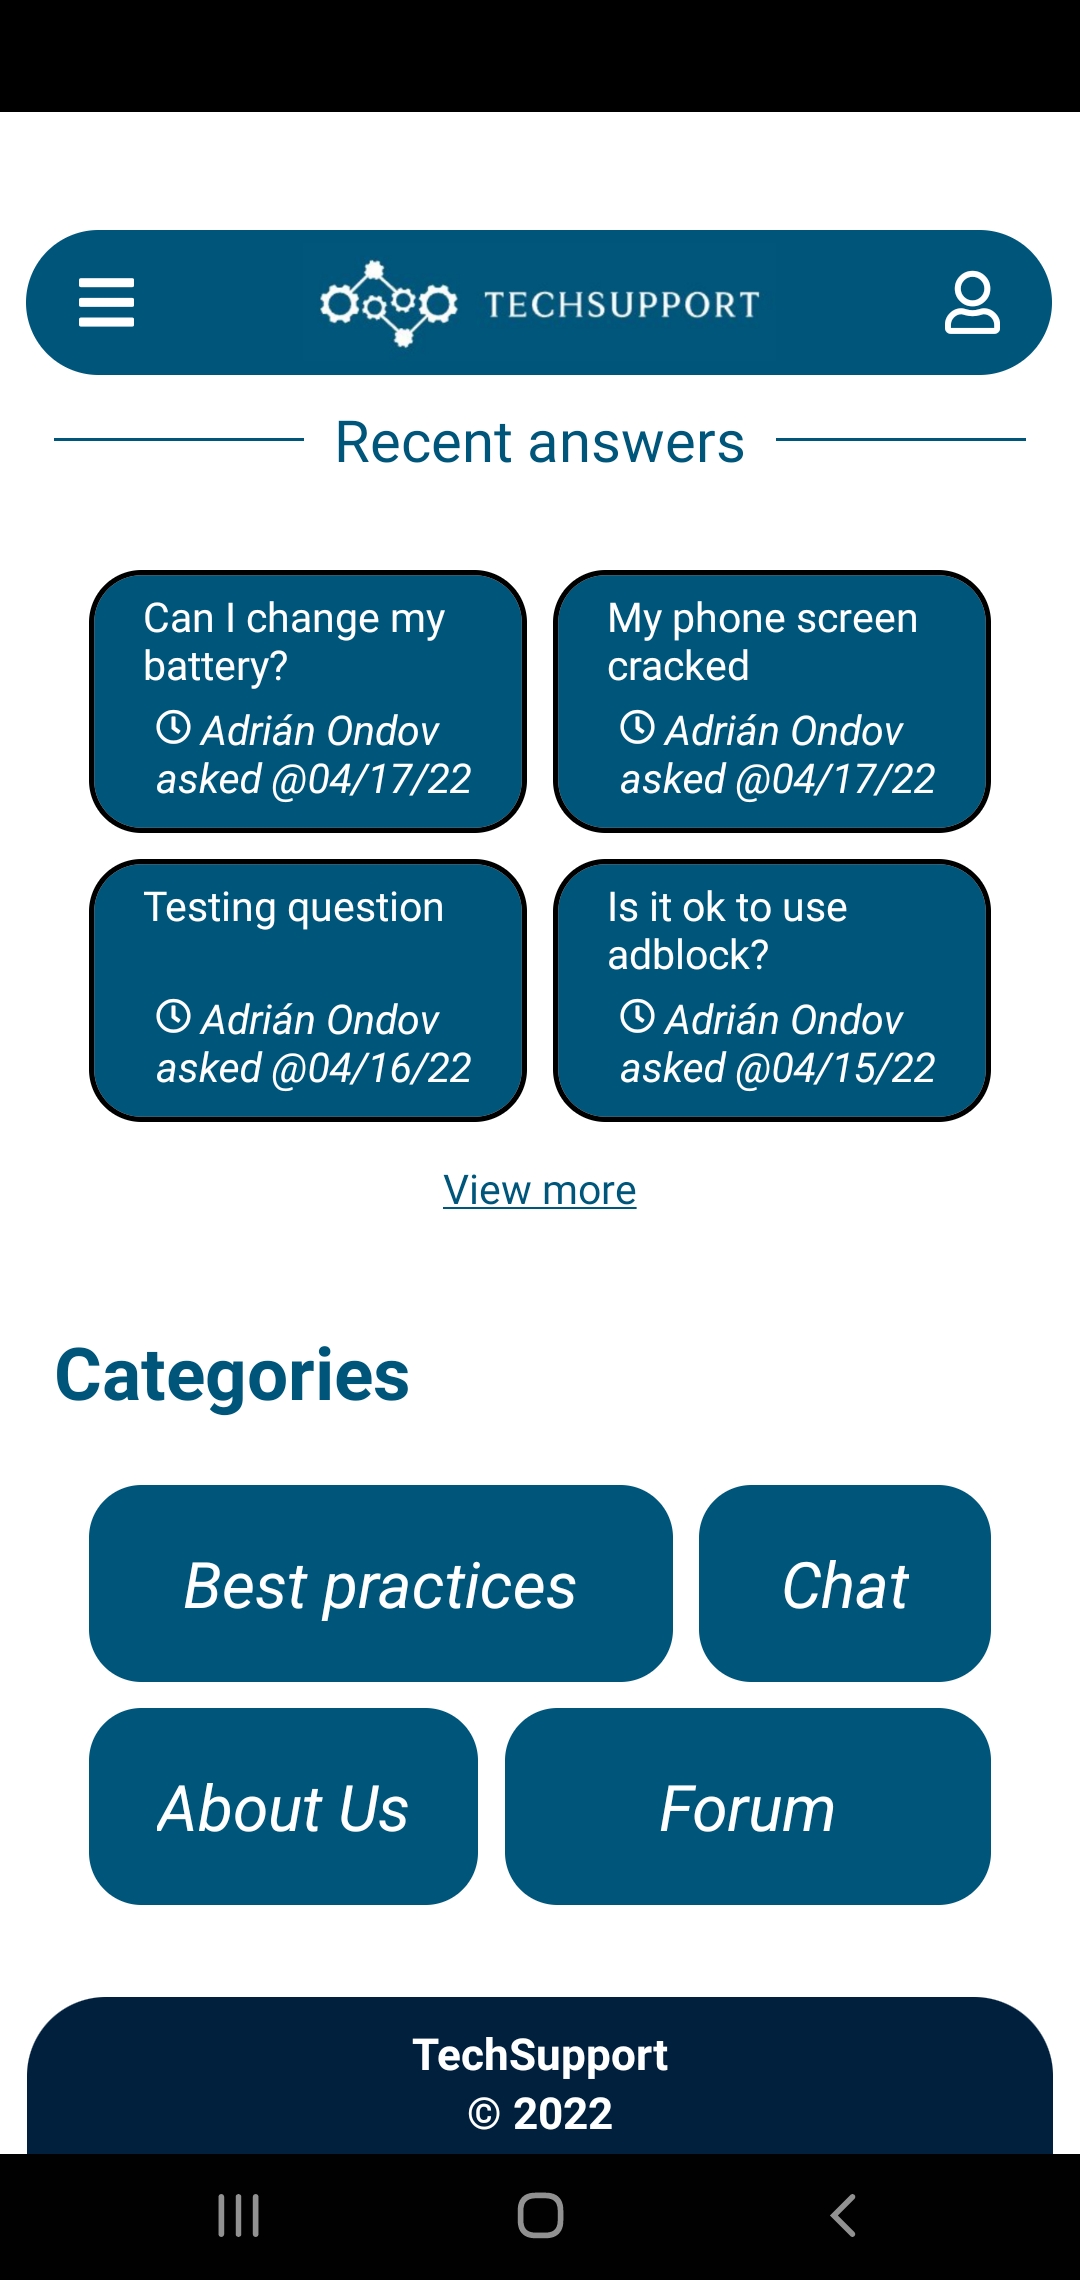 TECHSUPPORT
Recent answers
Can I change my
battery?
Adrián Ondov
asked @04/17/22
My phone screen
cracked
Adrián Ondov
asked @04/17/22
Testing question
Adrián Ondov
asked @04/16/22
Is it ok to use
adblock?
Adrián Ondov
asked @04/15/22
View more
Categories
Best practices
Chat
About Us
Forum
TechSupport
© 2022